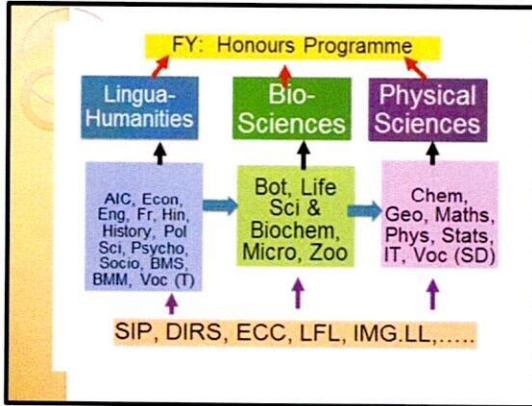 FY: Honours Programme
Lingua-
Humanities
Bio-
Sciences
Physical
Sciences
AIC, Econ,
Eng, Fr, Hin,
History, Pol
Sci, Psycho,
Socio, BMS,
BMM, Voc (T)
Bot, Life
Sci &
Biochem,
Micro, Zoo
Chem,
Geo, Maths,
Phys, Stats,
IT, Voc (SD)
SIP, DIRS, ECC, LFL, IMG.LL,.....